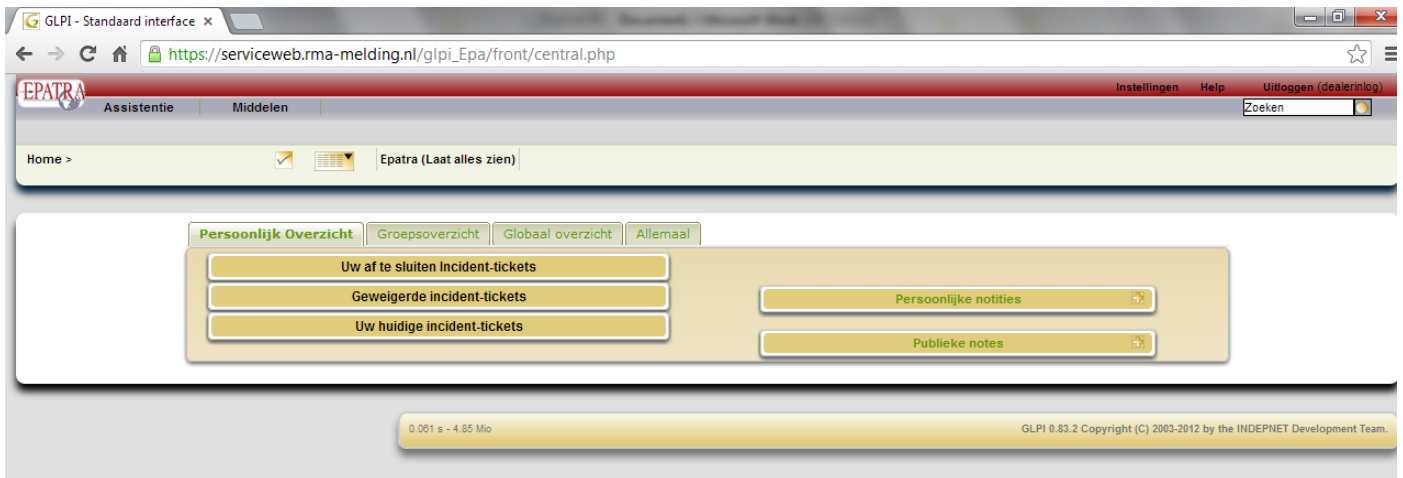 GLPI - Standaard interface
https://serviceweb.rma-melding.nl/glpi_Epa/front/central.php
EPATRA
Instellingen Help Uitloggen (dealerinlog)
Assistentie Middelen Zoeken
Home > Epatra (Laat alles zien)
Persoonlijk Overzicht Groepsoverzicht Globaal overzicht Allemaal
Uw af te sluiten Incident-tickets
Geweigerde incident-tickets
Persoonlijke notities
Uw huidige incident-tickets
Publieke notes
0.061 s - 4.85 Mio GLPI 0.83.2 Copyright (C) 2003-2012 by the INDEPNET Development Team.